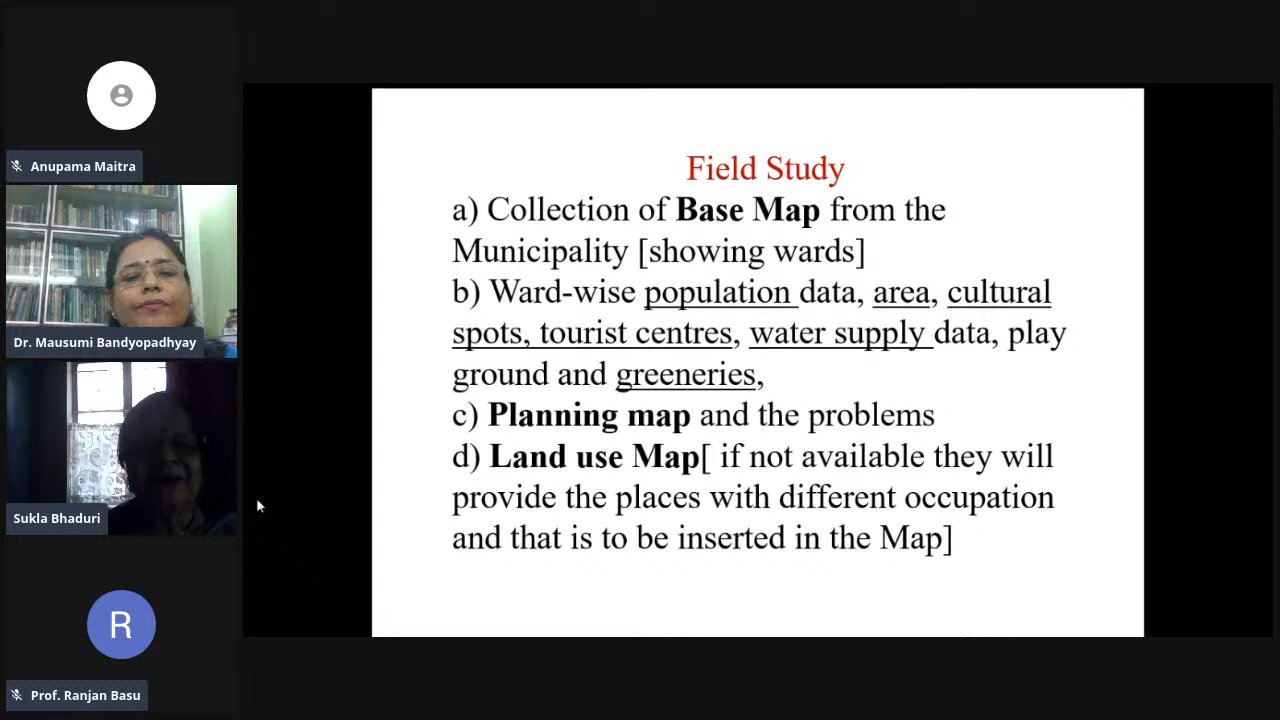 Anupama Maitra
Dr. Mausumi Bandyopadhyay
Sukla Bhaduri
R
Prof. Ranjan Basu
Field Study
a) Collection of Base Map from the
Municipality [showing wards]
b) Ward-wise population data, area, cultural
spots, tourist centres, water supply data, play
ground and greeneries,
c) Planning map and the problems
d) Land use Map[ if not available they will
provide the places with different occupation
and that is to be inserted in the Map]